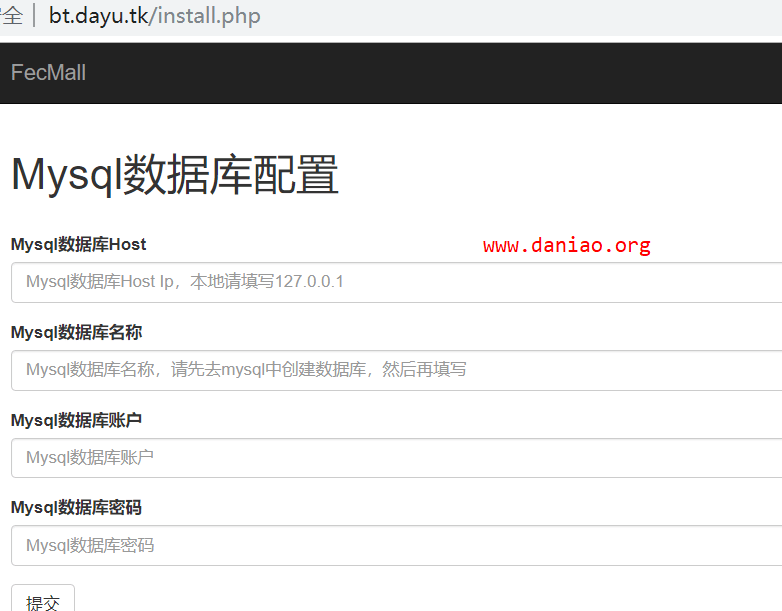 全 | bt.dayu.tk/install.php
FecMall
Mysql数据库配置
Mysql数据库Host
www.daniao.org
Mysql数据库Host Ip，本地请填写127.0.0.1
Mysql数据库名称
Mysql数据库名称，请先去mysql中创建数据库，然后再填写
Mysql数据库账户
Mysql数据库账户
Mysql数据库密码
Mysql数据库密码
提交